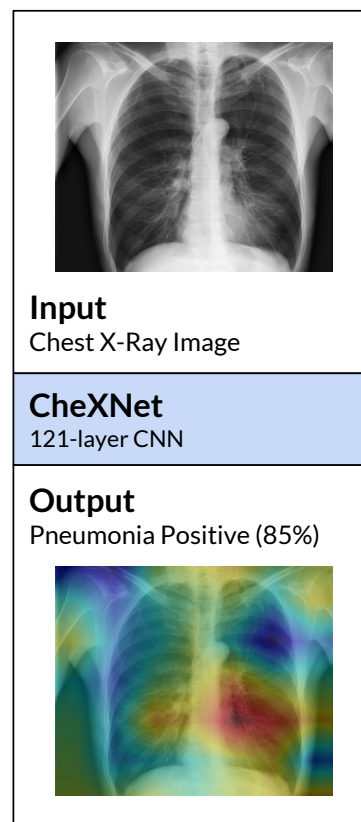 Input
Chest X-Ray Image
CheXNet
121-layer CNN
Output
Pneumonia Positive (85%)